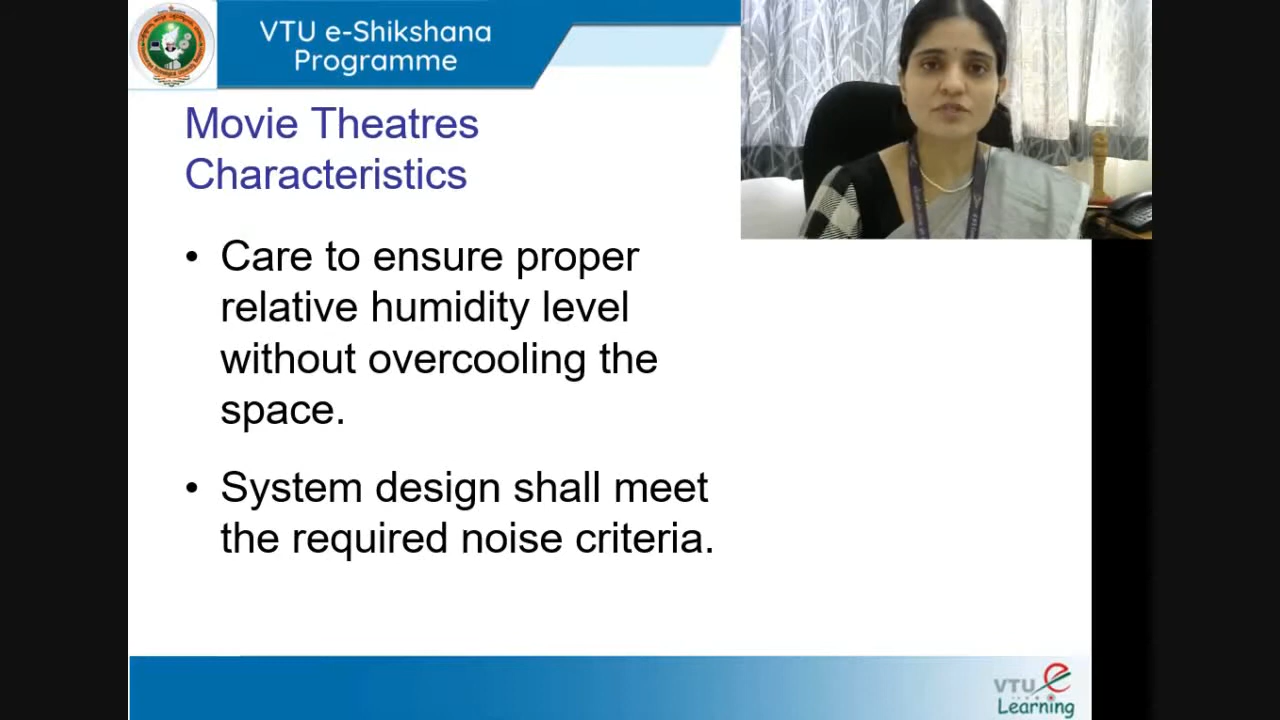 VTU e-Shikshana
Programme
Movie Theatres
Characteristics
• Care to ensure proper
relative humidity level
without overcooling the
space.
• System design shall meet
the required noise criteria.
VTU e
Learning